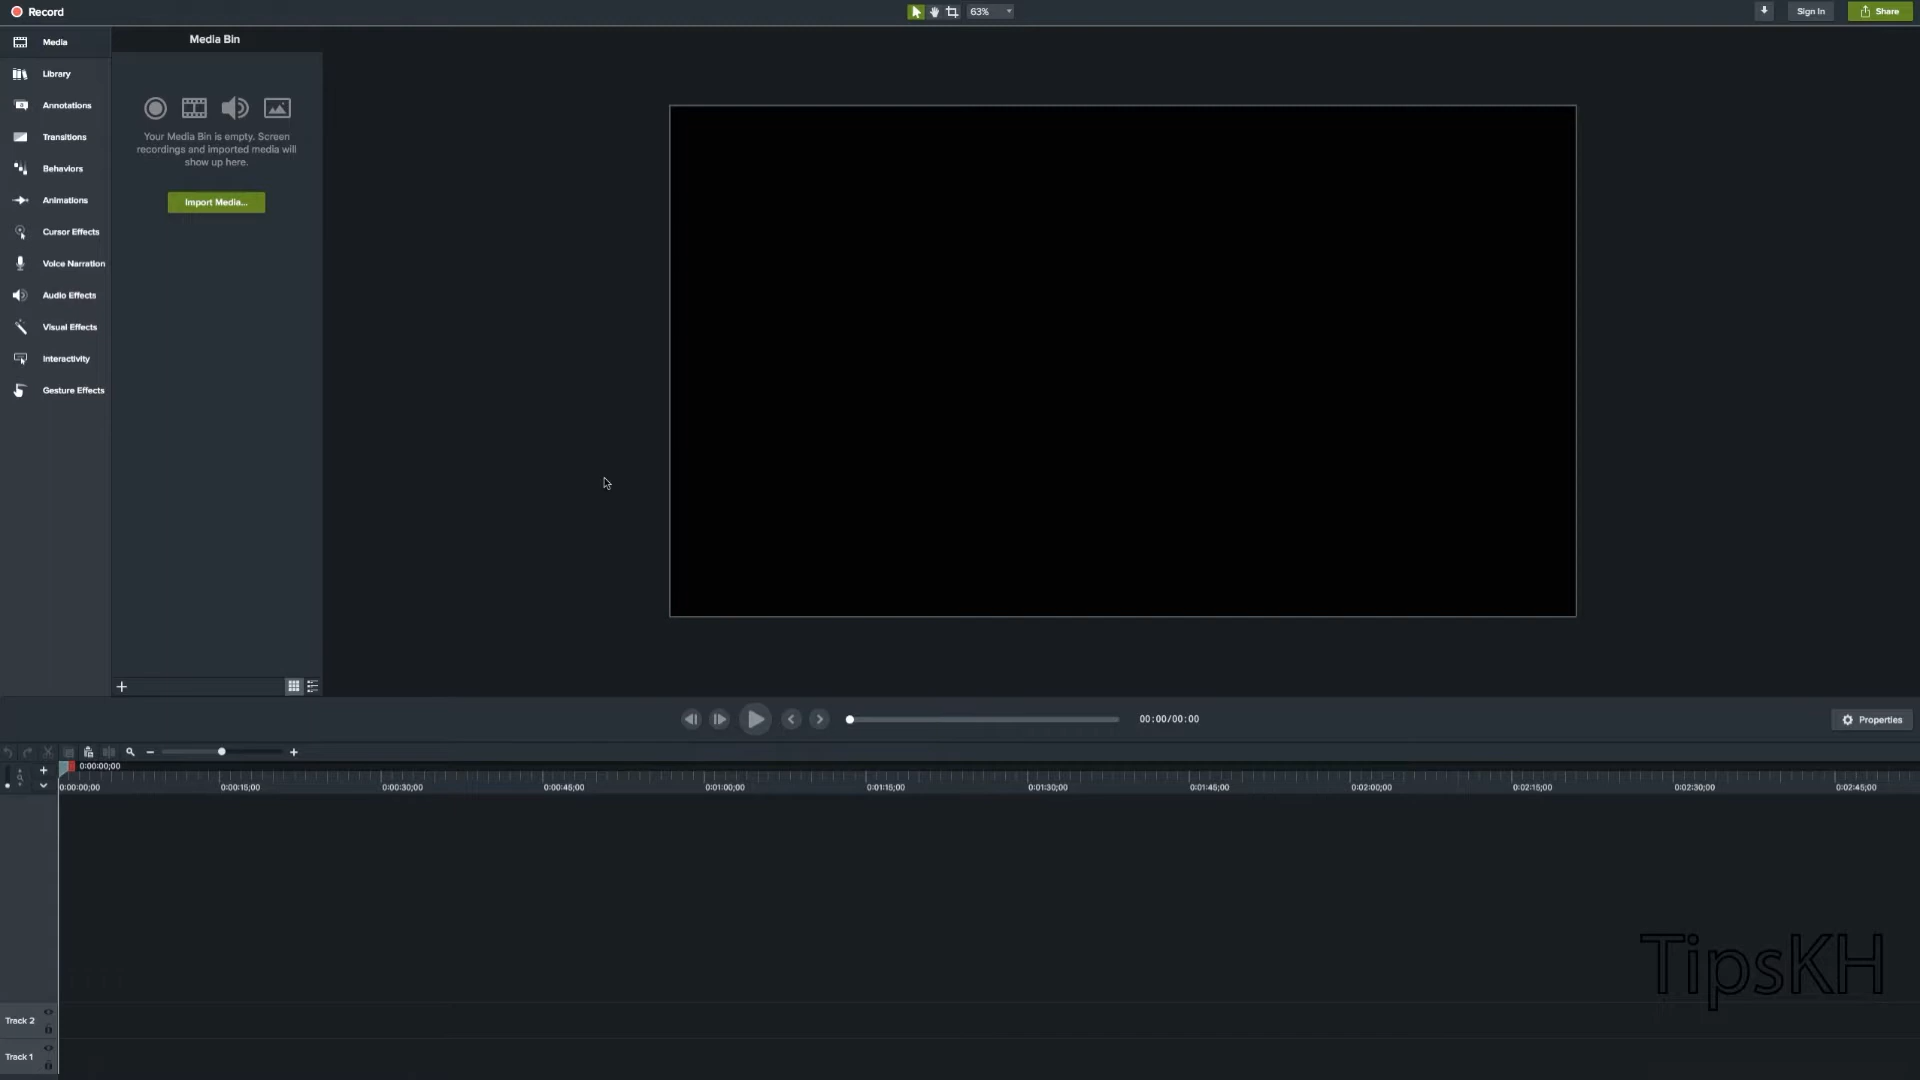 Record
63%
Sign In
Share
Media
Library
Annotations
Transitions
Behaviors
Animations
Cursor Effects
Voice Narration
Audio Effects
Visual Effects
Interactivity
Gesture Effects
Media Bin
Your Media Bin is empty. Screen
recordings and imported media will
show up here.
Import Media...
00:00/00:00
Properties
0:00:00;00
0:00:00;00
0:00:15;00
0:00:30;00
0:00:45;00
0:01:00;00
0:01:15;00
0:01:30;00
0:01:45;00
0:02:00;00
0:02:15;00
0:02:30;00
0:02:45;00
TipsKH
Track 2
Track 1